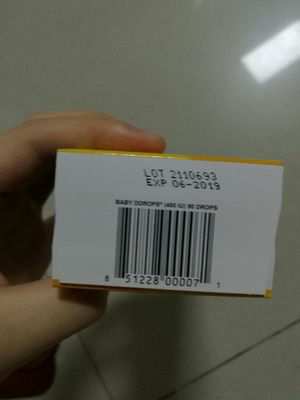 LOT 2110693
EXP 06-2019
BABY DDROPS® (400 IU) 90 DROPS
8 51228 00007 1